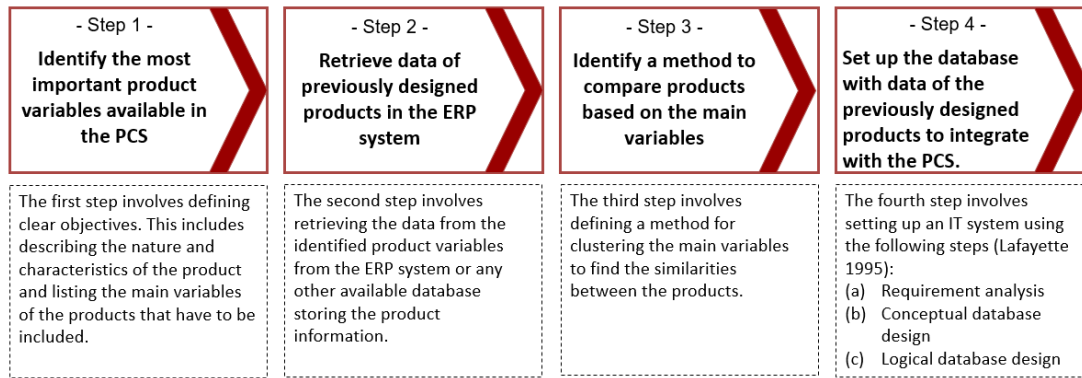 - Step 1 -
Identify the most
important product
variables available in
the PCS
- Step 2 -
Retrieve data of
previously designed
products in the ERP
system
- Step 3 -
Identify a method to
compare products
based on the main
variables
- Step 4 -
Set up the database
with data of the
previously designed
products to integrate
with the PCS.
The first step involves defining
clear objectives. This includes
describing the nature and
characteristics of the product
and listing the main variables
of the products that have to be
included.
The second step involves
retrieving the data from the
identified product variables
from the ERP system or any
other available database
storing the product
information.
The third step involves
defining a method for
clustering the main variables
to find the similarities
between the products.
The fourth step involves
setting up an IT system using
the following steps (Lafayette
1995):
(a) Requirement analysis
(b) Conceptual database
design
(c) Logical database design